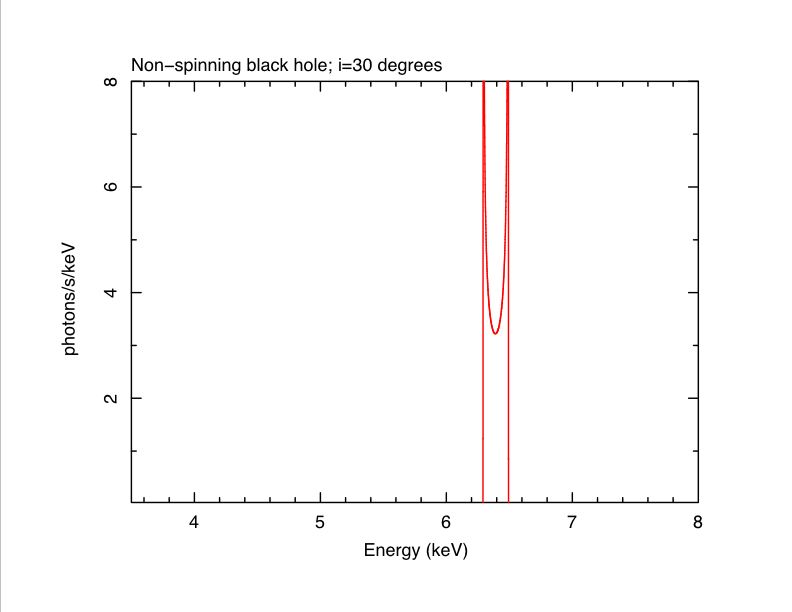 Non−spinning black hole; i=30 degrees
8
6
4
2
photons/s/keV
4 5 6 7 8
Energy (keV)